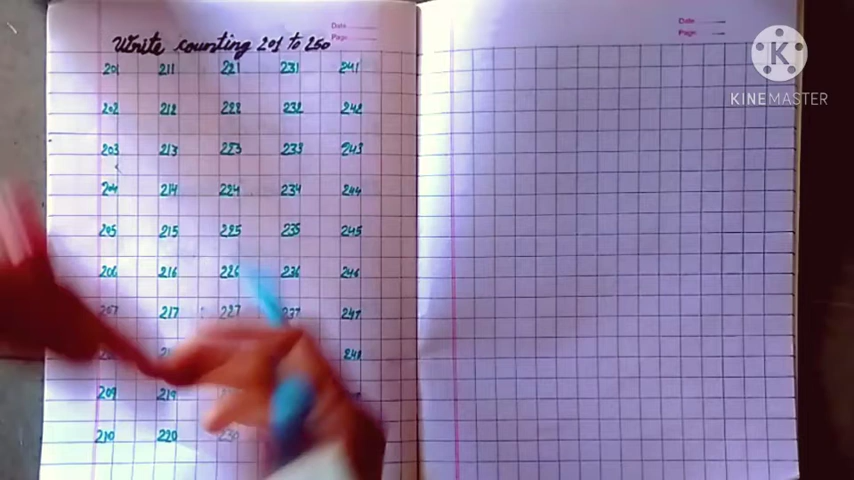 Date
Page
Write counting 201 to 250
201 211 221 231 241
202 212 222 232 242
203 213 223 233 243
204 214 224 234 244
205 215 225 235 245
206 216 226 236 246
207 217 227 237 247
248
209 219
210 220 230
Date
Page
K
KINEMASTER